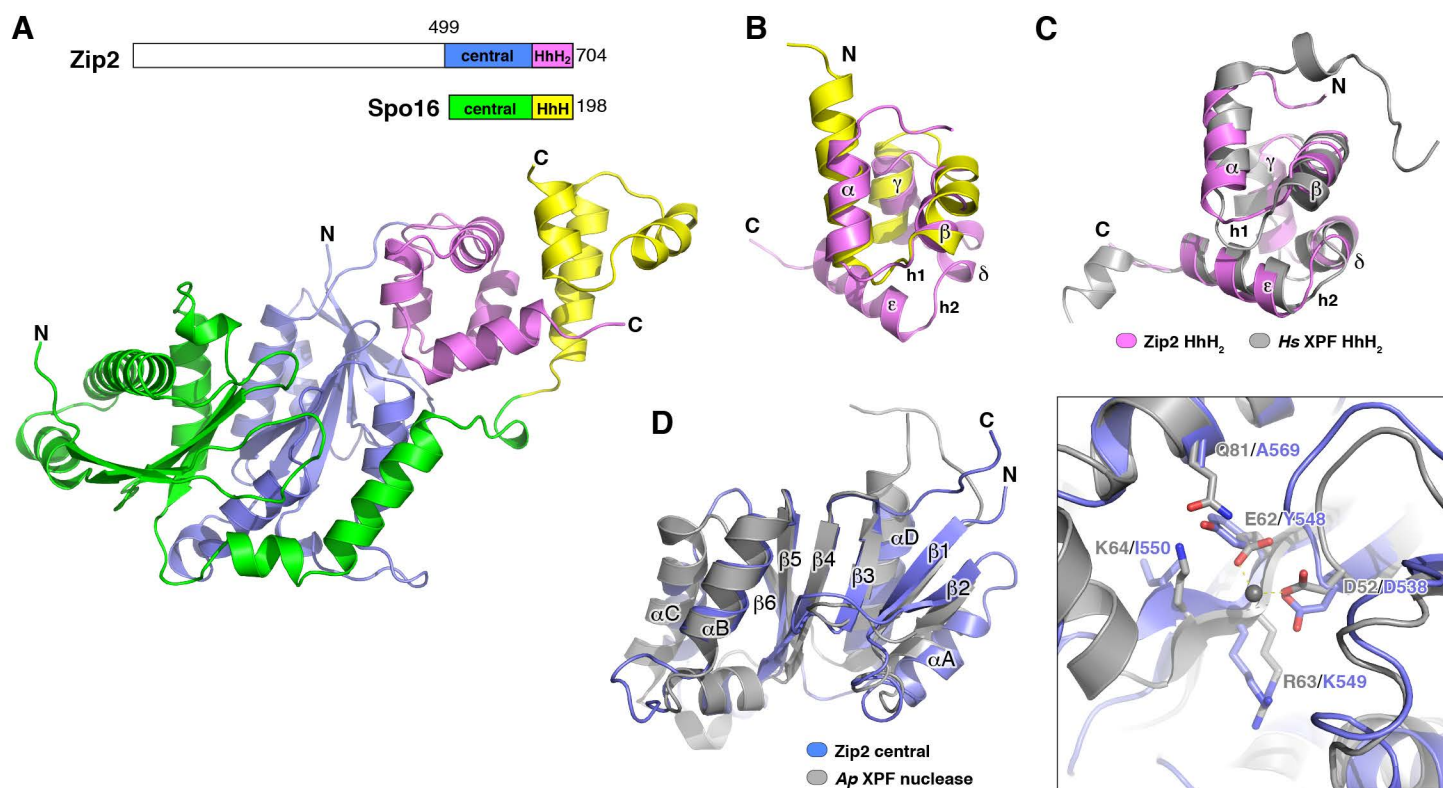 A
499
Zip2 central HhH₂ 704
Spo16 central HhH 198
C
N
N
C
B
N
α
γ
C
β
h1
δ
ε
h2
C
N
α
γ
β
C
h1
δ
ε
h2
Zip2 HhH₂ Hs XPF HhH₂
D
C
N
αD
β5
β4
β1
β3
β2
β6
αC
αB
αA
Zip2 central
Ap XPF nuclease
Q81/A569
E62/Y548
K64/I550
D52/D538
R63/K549